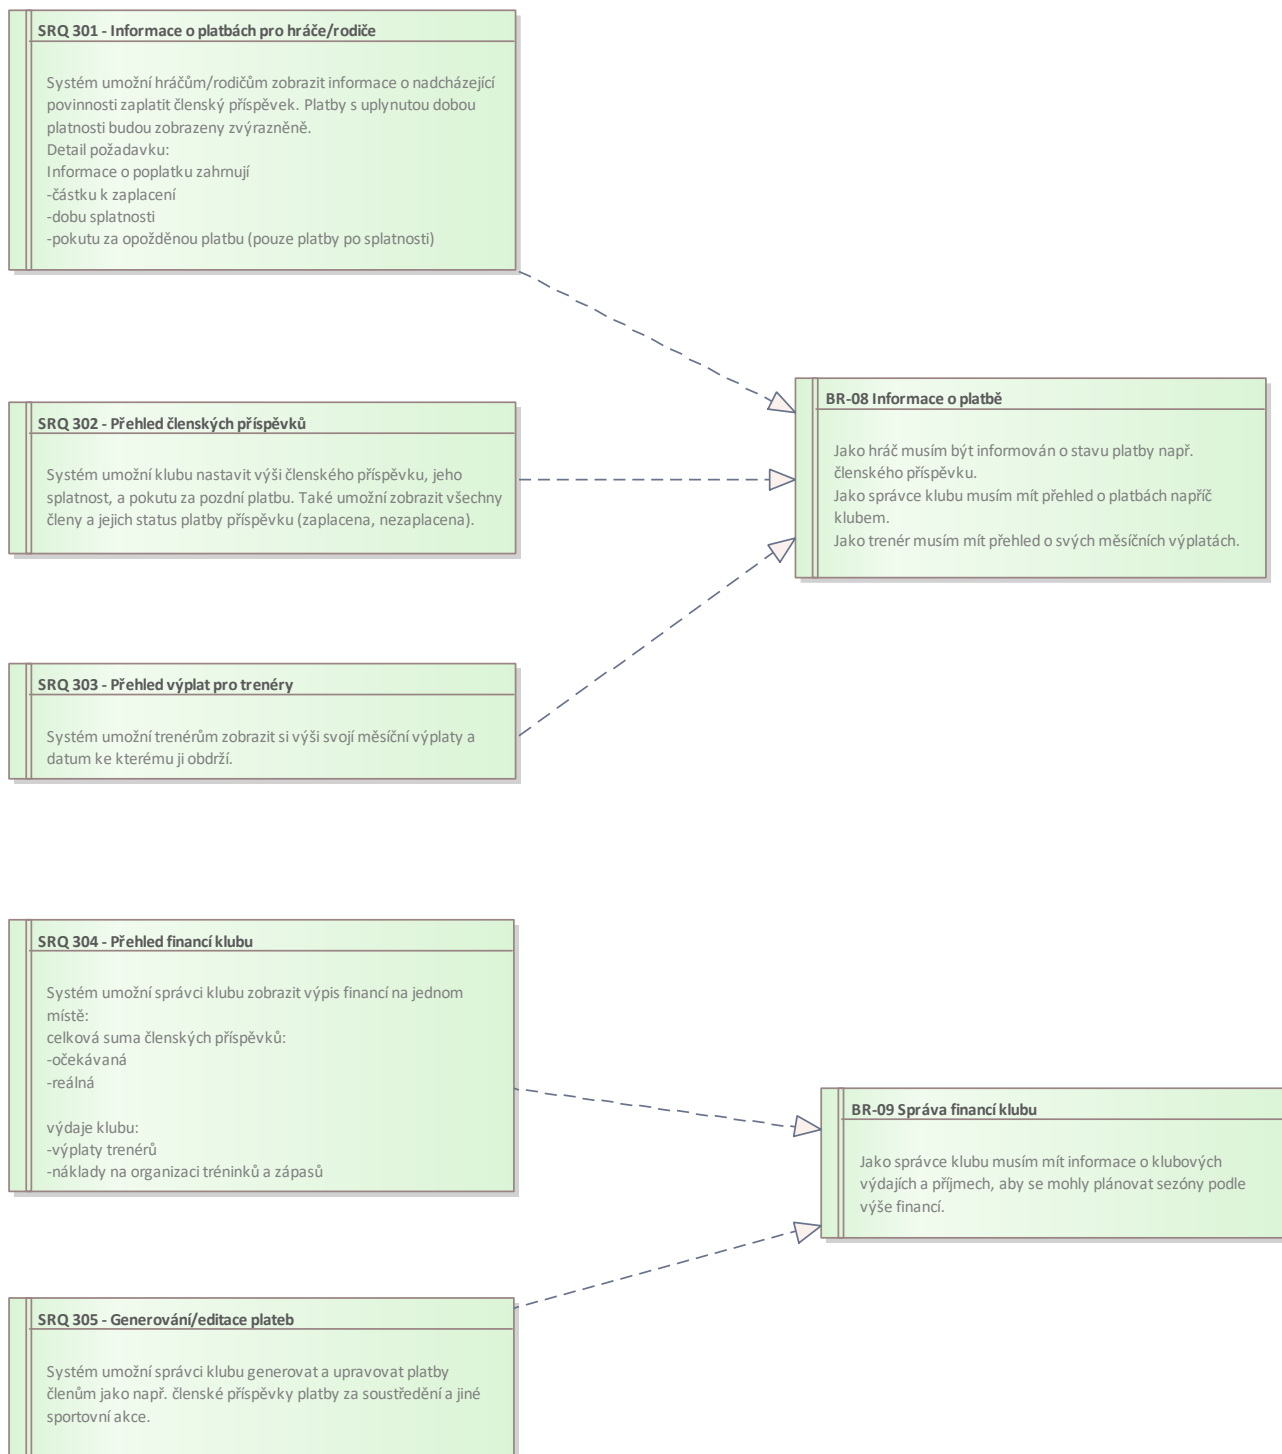 SRQ 301 - Informace o platbách pro hráče/rodiče
Systém umožní hráčům/rodičům zobrazit informace o nadcházející
povinnosti zaplatit členský příspěvek. Platby s uplynutou dobou
platnosti budou zobrazeny zvýrazněně.
Detail požadavku:
Informace o poplatku zahrnují
-částku k zaplacení
-dobu splatnosti
-pokutu za opožděnou platbu (pouze platby po splatnosti)
SRQ 302 - Přehled členských příspěvků
Systém umožní klubu nastavit výši členského příspěvku, jeho
splatnost, a pokutu za pozdní platbu. Také umožní zobrazit všechny
členy a jejich status platby příspěvku (zaplacena, nezaplacena).
BR-08 Informace o platbě
Jako hráč musím být informován o stavu platby např.
členského příspěvku.
Jako správce klubu musím mít přehled o platbách napříč
klubem.
Jako trenér musím mít přehled o svých měsíčních výplatách.
SRQ 303 - Přehled výplat pro trenéry
Systém umožní trenérům zobrazit si výši svojí měsíční výplaty a
datum ke kterému ji obdrží.
SRQ 304 - Přehled financí klubu
Systém umožní správci klubu zobrazit výpis financí na jednom
místě:
celková suma členských příspěvků:
-očekávaná
-reálná
výdaje klubu:
-výplaty trenérů
-náklady na organizaci tréninků a zápasů
BR-09 Správa financí klubu
Jako správce klubu musím mít informace o klubových
výdajích a příjmech, aby se mohly plánovat sezóny podle
výše financí.
SRQ 305 - Generování/editace plateb
Systém umožní správci klubu generovat a upravovat platby
členům jako např. členské příspěvky platby za soustředění a jiné
sportovní akce.